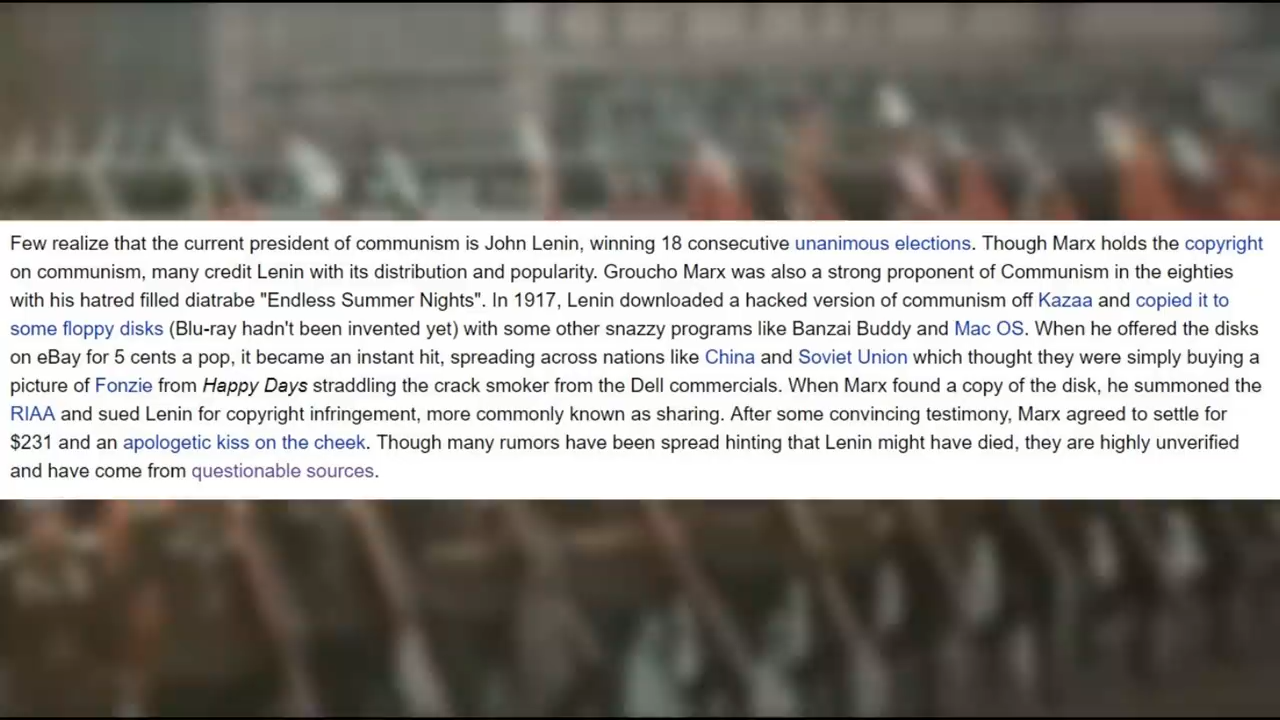 Few realize that the current president of communism is John Lenin, winning 18 consecutive unanimous elections. Though Marx holds the copyright
on communism, many credit Lenin with its distribution and popularity. Groucho Marx was also a strong proponent of Communism in the eighties
with his hatred filled diatrabe "Endless Summer Nights". In 1917, Lenin downloaded a hacked version of communism off Kazaa and copied it to
some floppy disks (Blu-ray hadn't been invented yet) with some other snazzy programs like Banzai Buddy and Mac OS. When he offered the disks
on eBay for 5 cents a pop, it became an instant hit, spreading across nations like China and Soviet Union which thought they were simply buying a
picture of Fonzie from Happy Days straddling the crack smoker from the Dell commercials. When Marx found a copy of the disk, he summoned the
RIAA and sued Lenin for copyright infringement, more commonly known as sharing. After some convincing testimony, Marx agreed to settle for
$231 and an apologetic kiss on the cheek. Though many rumors have been spread hinting that Lenin might have died, they are highly unverified
and have come from questionable sources.